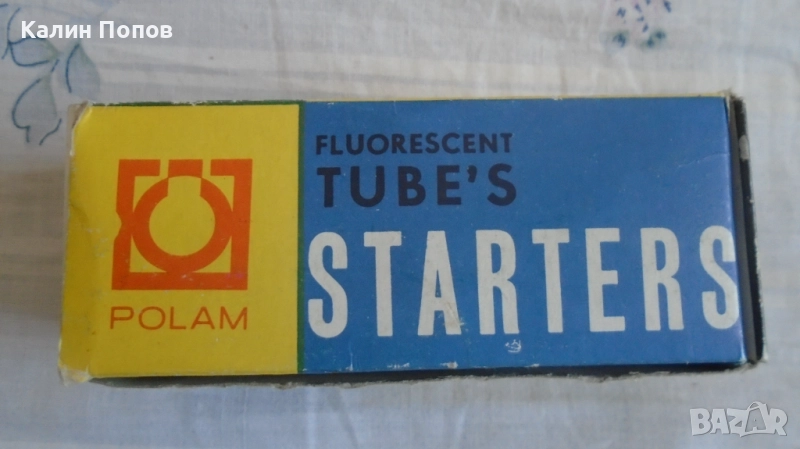 Калин Попов
FLUORESCENT
TUBE'S
STARTERS
POLAM
BAZAR